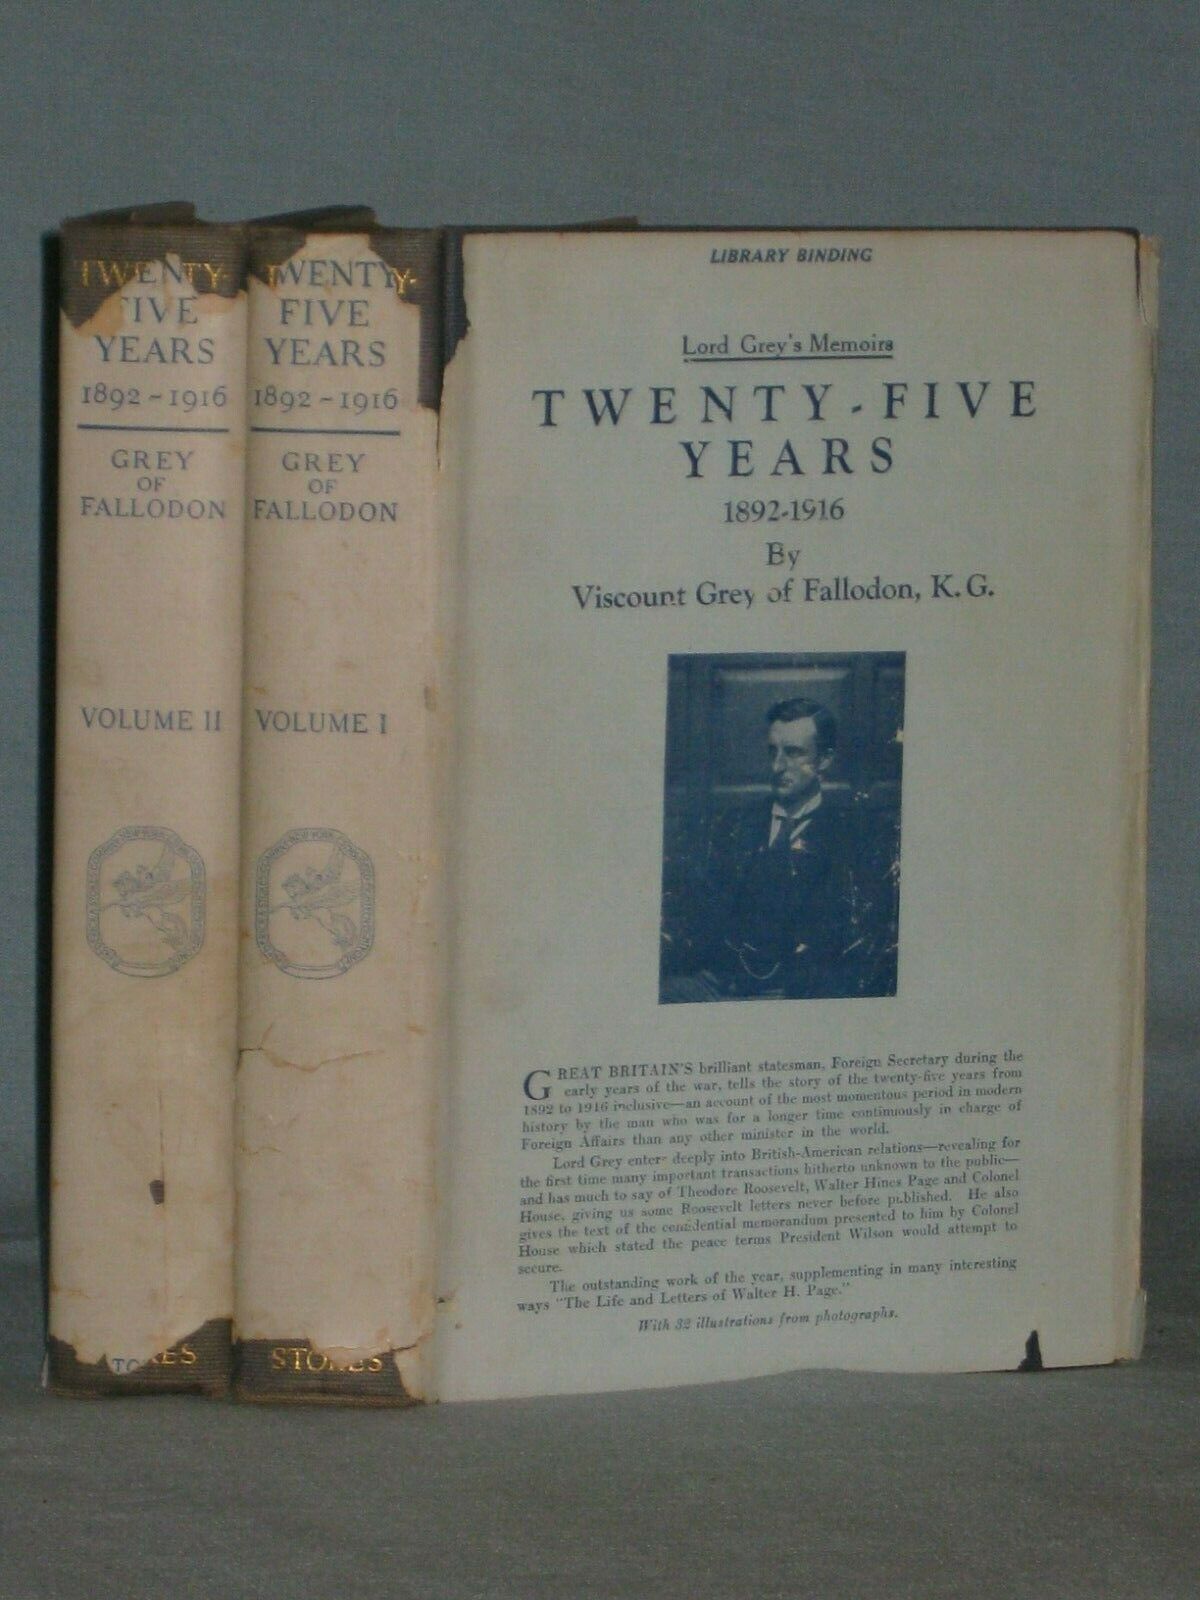 TWENTY-
FIVE
YEARS
1892-1916
GREY
OF
FALLODON
VOLUME II
STOKES
TWENTY-
FIVE
YEARS
1892-1916
GREY
OF
FALLODON
VOLUME I
STOKES
LIBRARY BINDING
Lord Grey's Memoirs
TWENTY-FIVE
YEARS
1892-1916
By
Viscount Grey of Fallodon, K.G.
GREAT BRITAIN'S brilliant statesman, Foreign Secretary during the
early years of the war, tells the story of the twenty-five years from
1892 to 1916 inclusive—an account of the most momentous period in modern
history by the man who was for a longer time continuously in charge of
Foreign Affairs than any other minister in the world.
Lord Grey enters deeply into British-American relations—revealing for
the first time many important transactions hitherto unknown to the public—
and has much to say of Theodore Roosevelt, Walter Hines Page and Colonel
House, giving us some Roosevelt letters never before published. He also
gives the text of the confidential memorandum presented to him by Colonel
House which stated the peace terms President Wilson would attempt to
secure.
The outstanding work of the year, supplementing in many interesting
ways "The Life and Letters of Walter H. Page."
With 32 illustrations from photographs.